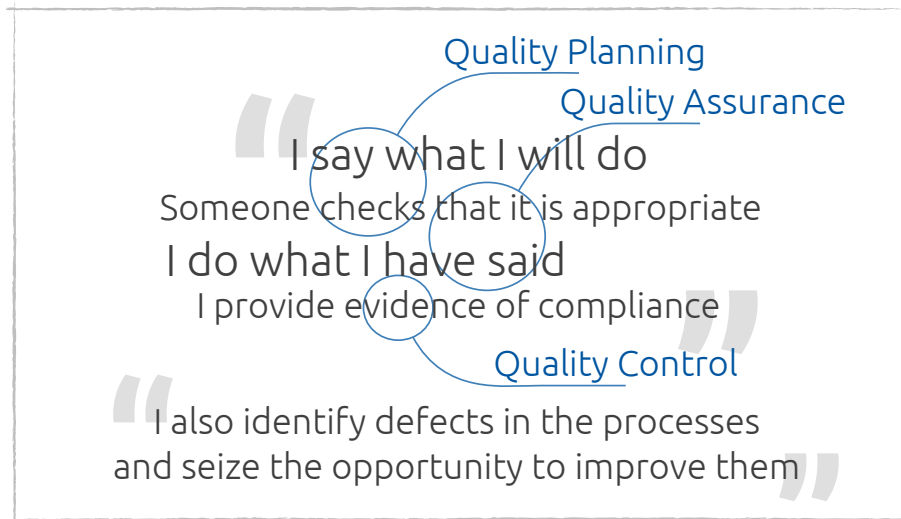 Quality Planning
Quality Assurance
“
I say what I will do
Someone checks that it is appropriate
I do what I have said
I provide evidence of compliance
”
Quality Control
“
I also identify defects in the processes
and seize the opportunity to improve them
”